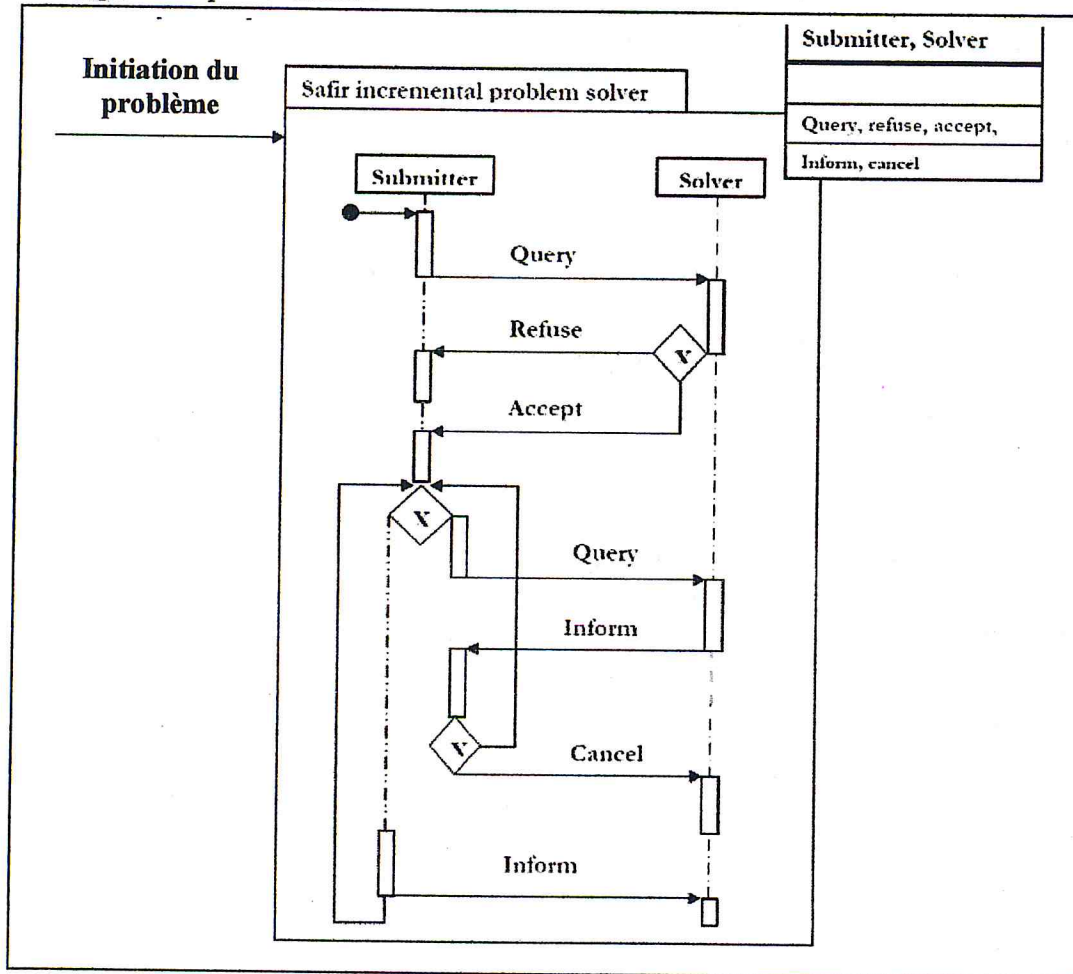 Initiation du
problème
Submitter, Solver
Query, refuse, accept,
Inform, cancel
Safir incremental problem solver
Submitter
Solver
Query
Refuse
x
Accept
x
Query
Inform
x
Cancel
Inform